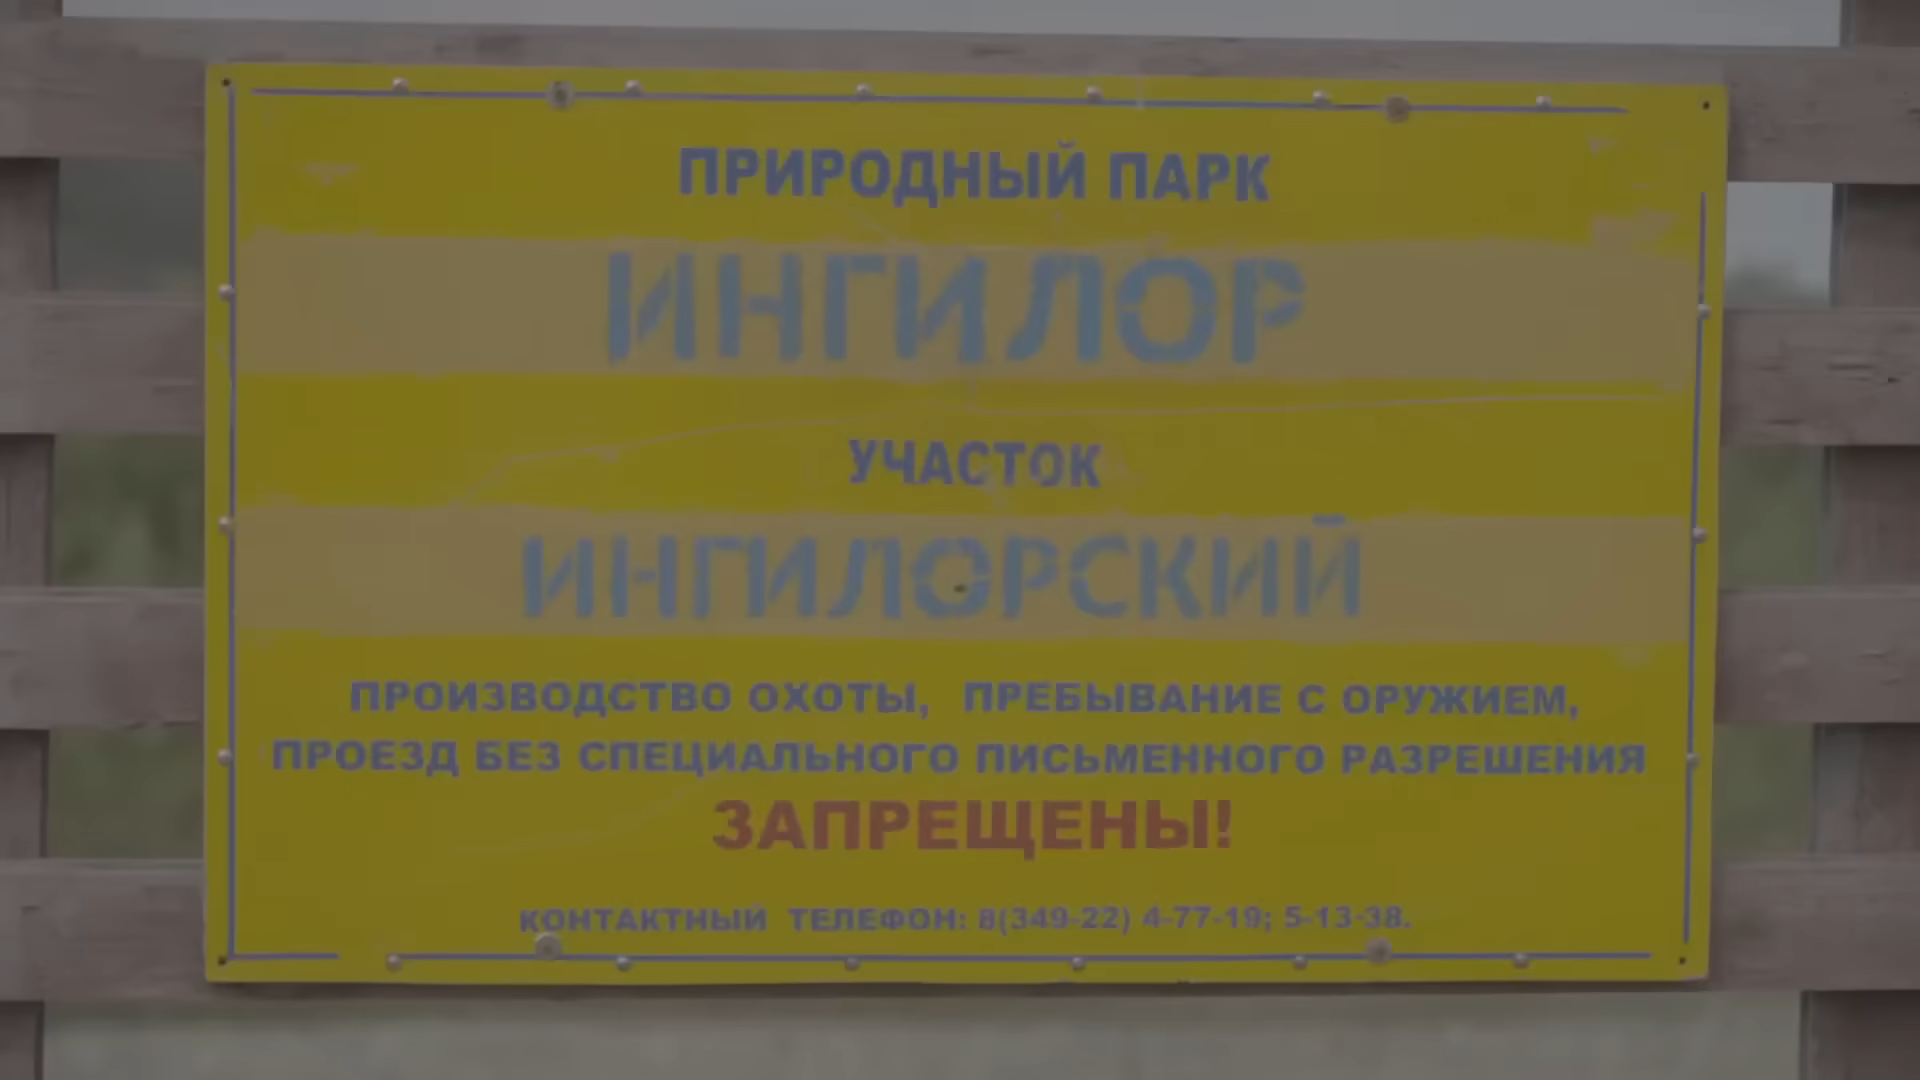 ПРИРОДНЫЙ ПАРК
ИНГИЛОР
УЧАСТОК
ИНГИЛОРСКИЙ
ПРОИЗВОДСТВО ОХОТЫ, ПРЕБЫВАНИЕ С ОРУЖИЕМ,
ПРОЕЗД БЕЗ СПЕЦИАЛЬНОГО ПИСЬМЕННОГО РАЗРЕШЕНИЯ
ЗАПРЕЩЕНЫ!
КОНТАКТНЫЙ ТЕЛЕФОН: 8(349-22) 4-77-19; 5-13-38.